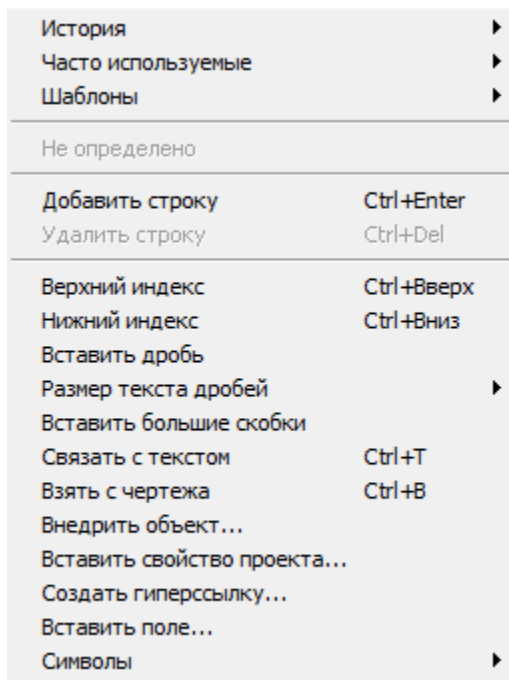 История
Часто используемые
Шаблоны
Не определено
Добавить строку Ctrl+Enter
Удалить строку Ctrl+Del
Верхний индекс Ctrl+Вверх
Нижний индекс Ctrl+Вниз
Вставить дробь
Размер текста дробей
Вставить большие скобки
Связать с текстом Ctrl+T
Взять с чертежа Ctrl+B
Внедрить объект...
Вставить свойство проекта...
Создать гиперссылку...
Вставить поле...
Символы